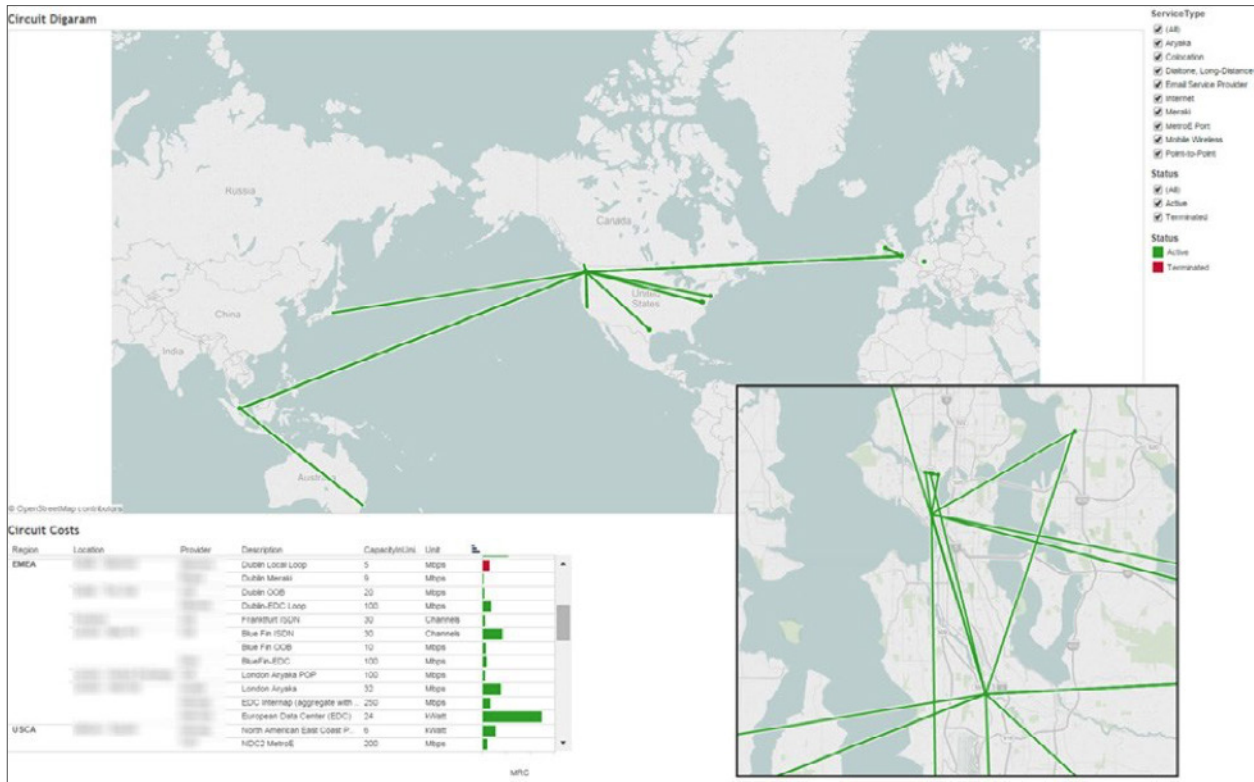 Circuit Digaram
Russia
China
India
Canada
United
States
Australia
© OpenStreetMap contributors
ServiceType
(All)
Aryaka
Colocation
Dialtone, Long-Distance
Email Service Provider
Internet
Meraki
MetroE Port
Mobile Wireless
Point-to-Point
Status
(All)
Active
Terminated
Status
Active
Terminated
Circuit Costs
Region Location Provider Description CapacityInUni. Unit
EMEA Dublin Local Loop 5 Mbps
Dublin Meraki 9 Mbps
Dublin OOB 20 Mbps
Dublin-EDC Loop 100 Mbps
Frankfurt ISDN 30 Channels
Blue Fin ISDN 30 Channels
Blue Fin OOB 10 Mbps
BlueFin-EDC 100 Mbps
London Aryaka POP 100 Mbps
London Aryaka 32 Mbps
EDC Internap (aggregate with ... 250 Mbps
European Data Center (EDC) 24 kWatt
USCA North American East Coast P... 6 kWatt
NDC2 MetroE 200 Mbps
MRC